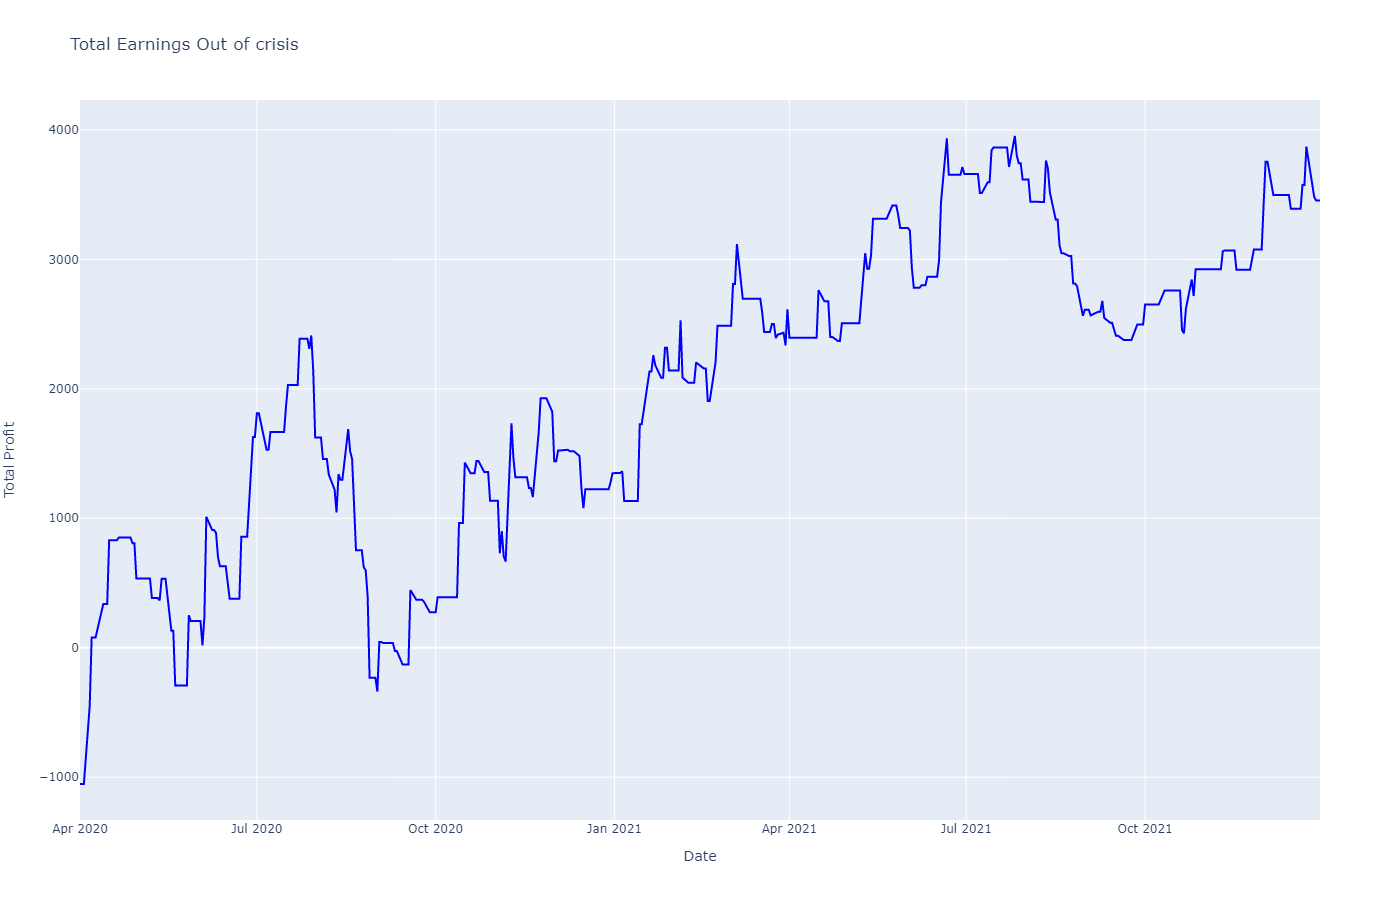 Total Earnings Out of crisis
Total Profit
4000
3000
2000
1000
0
−1000
Apr 2020
Jul 2020
Oct 2020
Jan 2021
Apr 2021
Jul 2021
Oct 2021
Date